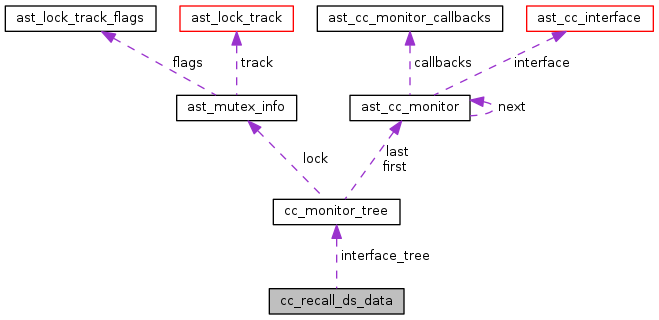 ast_lock_track_flags
ast_lock_track
ast_cc_monitor_callbacks
ast_cc_interface
flags
track
callbacks
interface
ast_mutex_info
ast_cc_monitor
next
lock
last
first
cc_monitor_tree
interface_tree
cc_recall_ds_data